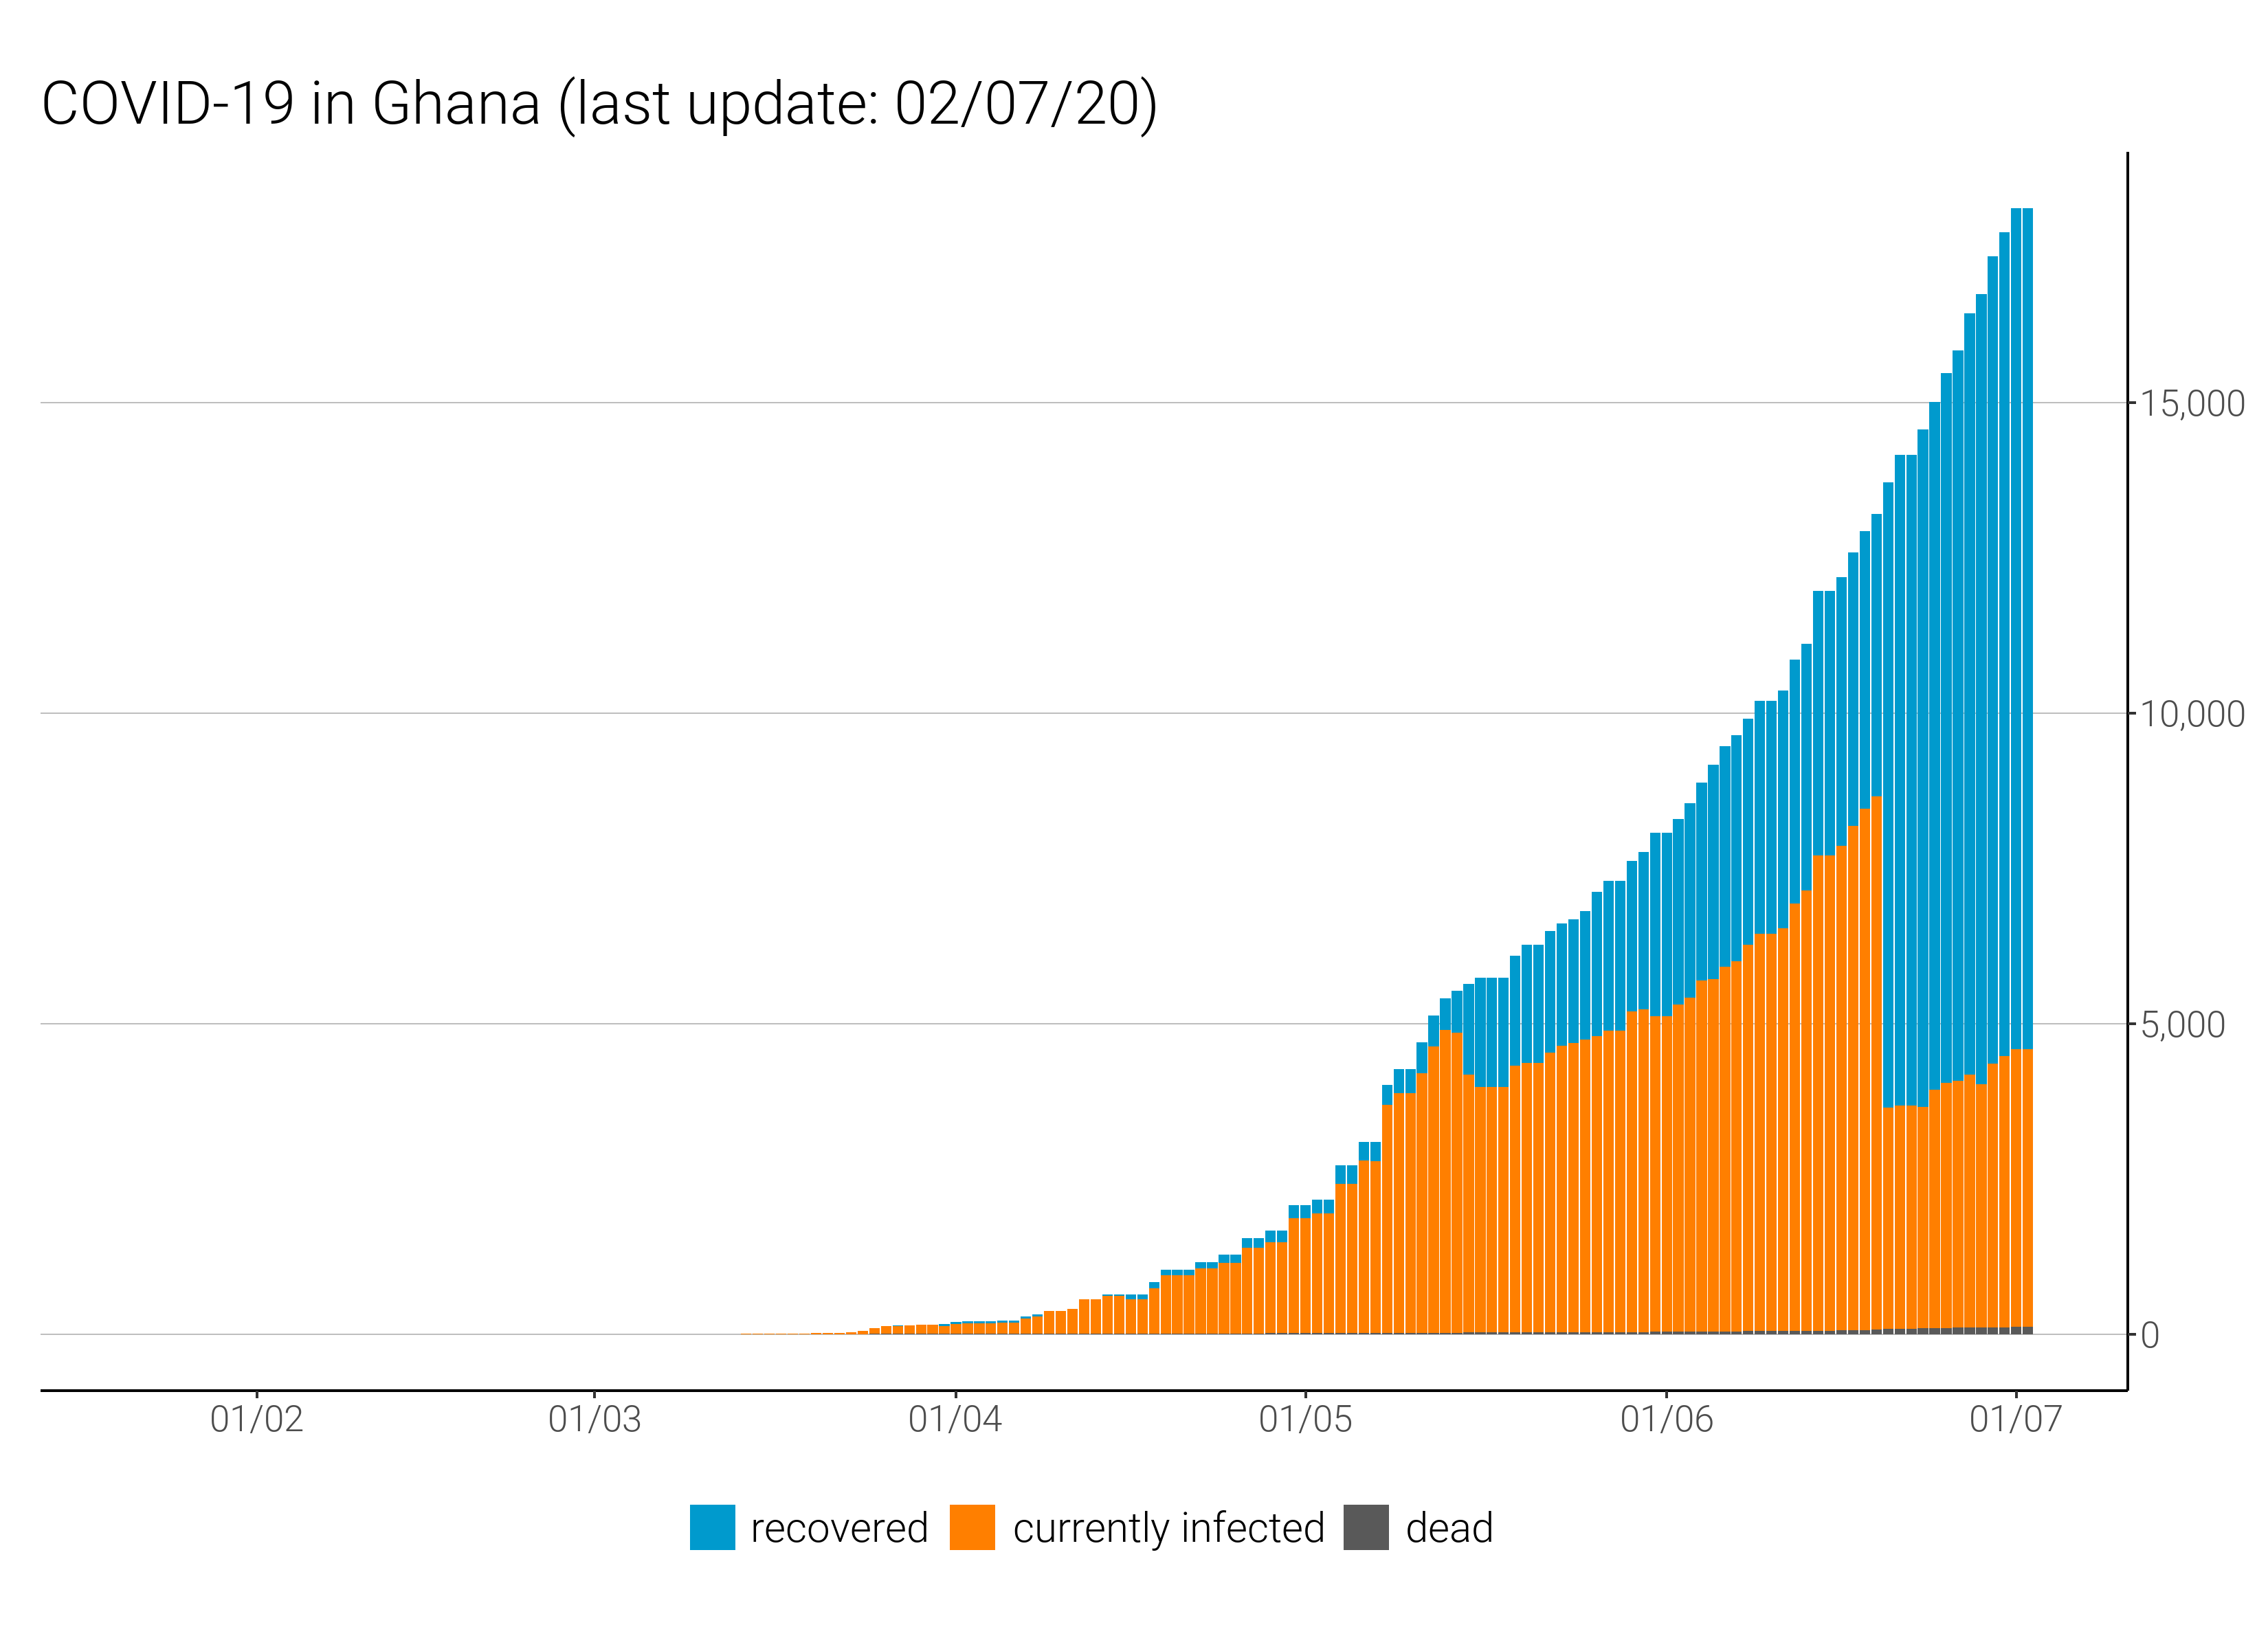 COVID-19 in Ghana (last update: 02/07/20)
15,000
10,000
5,000
0
01/02 01/03 01/04 01/05 01/06 01/07
recovered currently infected dead